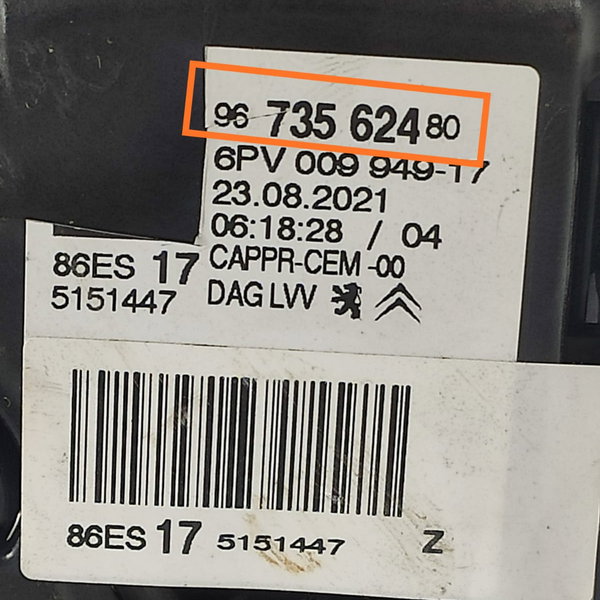 96 735 624 80
6PV 009 949-17
23.08.2021
06:18:28 / 04
CAPPR-CEM -00
86ES 17
DAG LVV
5151447
86ES 17 5151447 Z